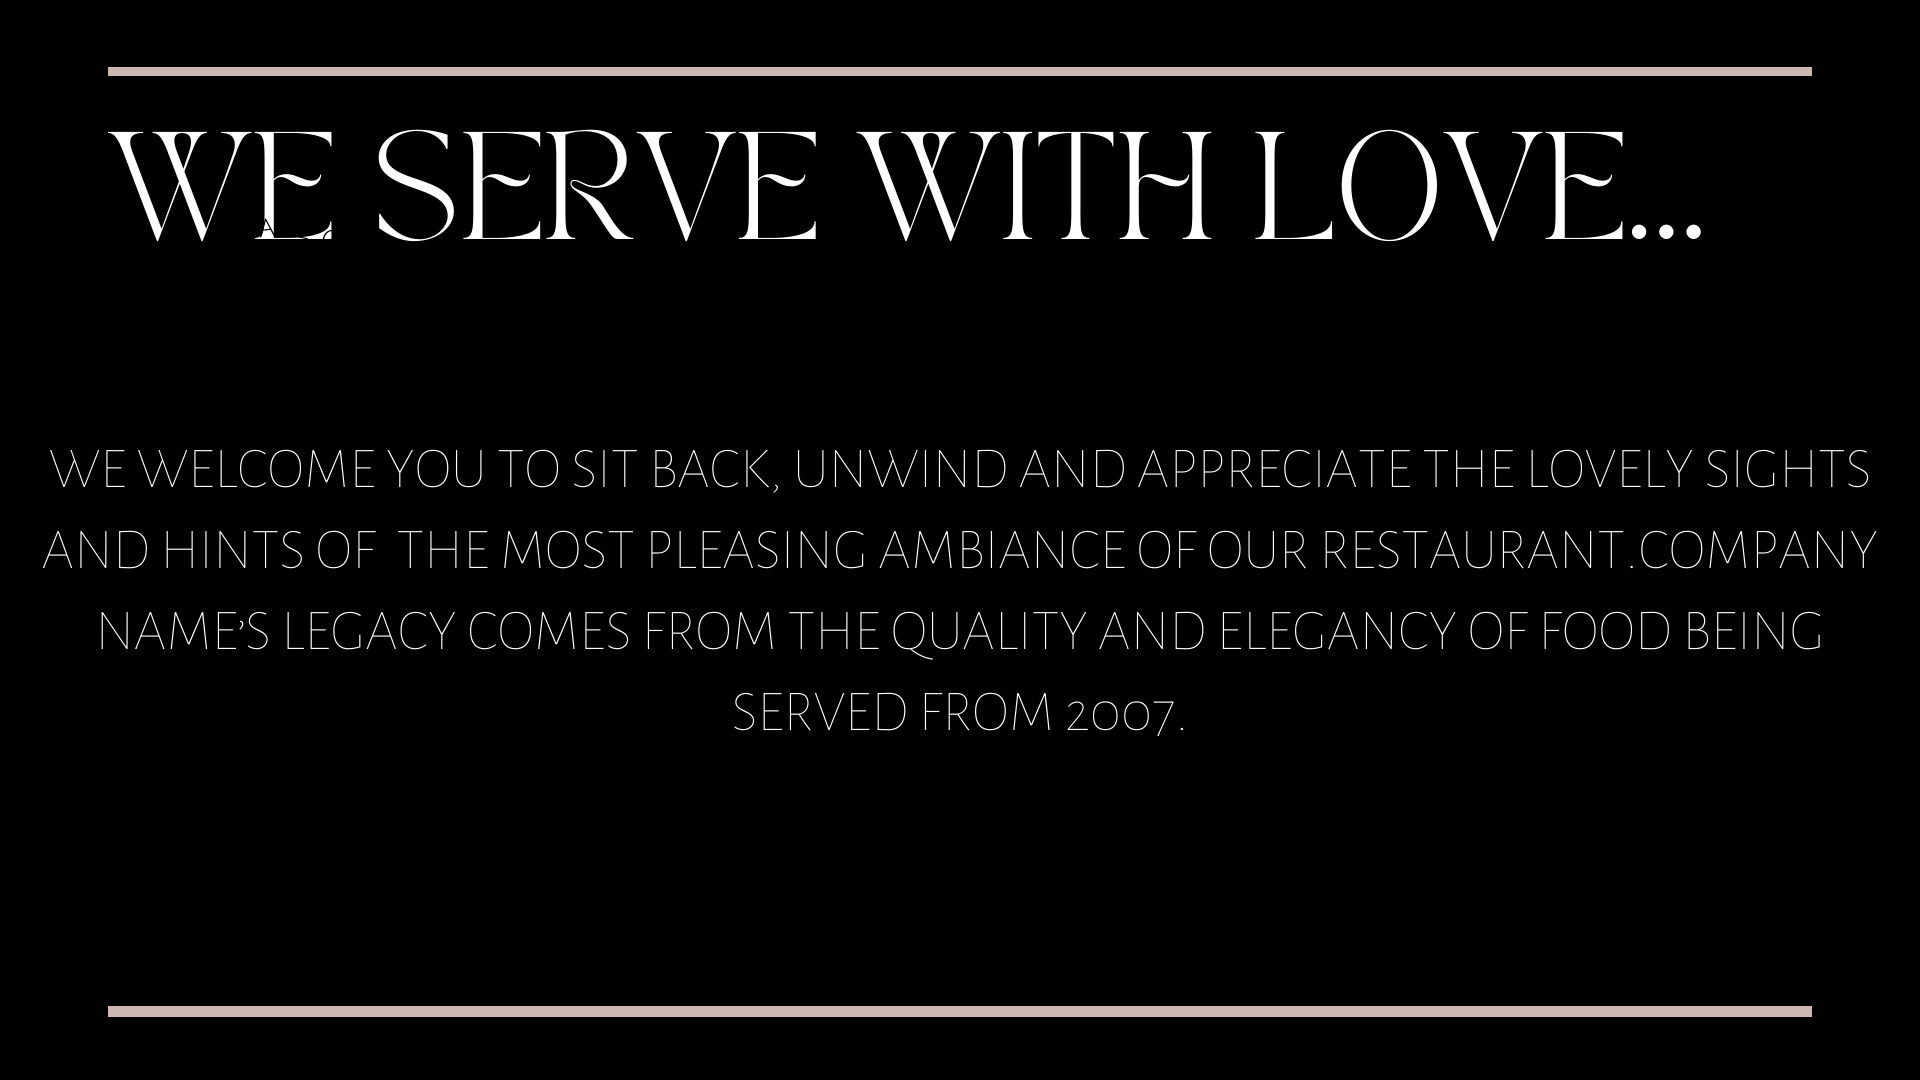 WE SERVE WITH LOVE...
WE WELCOME YOU TO SIT BACK, UNWIND AND APPRECIATE THE LOVELY SIGHTS
AND HINTS OF  THE MOST PLEASING AMBIANCE OF OUR RESTAURANT.COMPANY
NAME’S LEGACY COMES FROM THE QUALITY AND ELEGANCY OF FOOD BEING
SERVED FROM 2007.